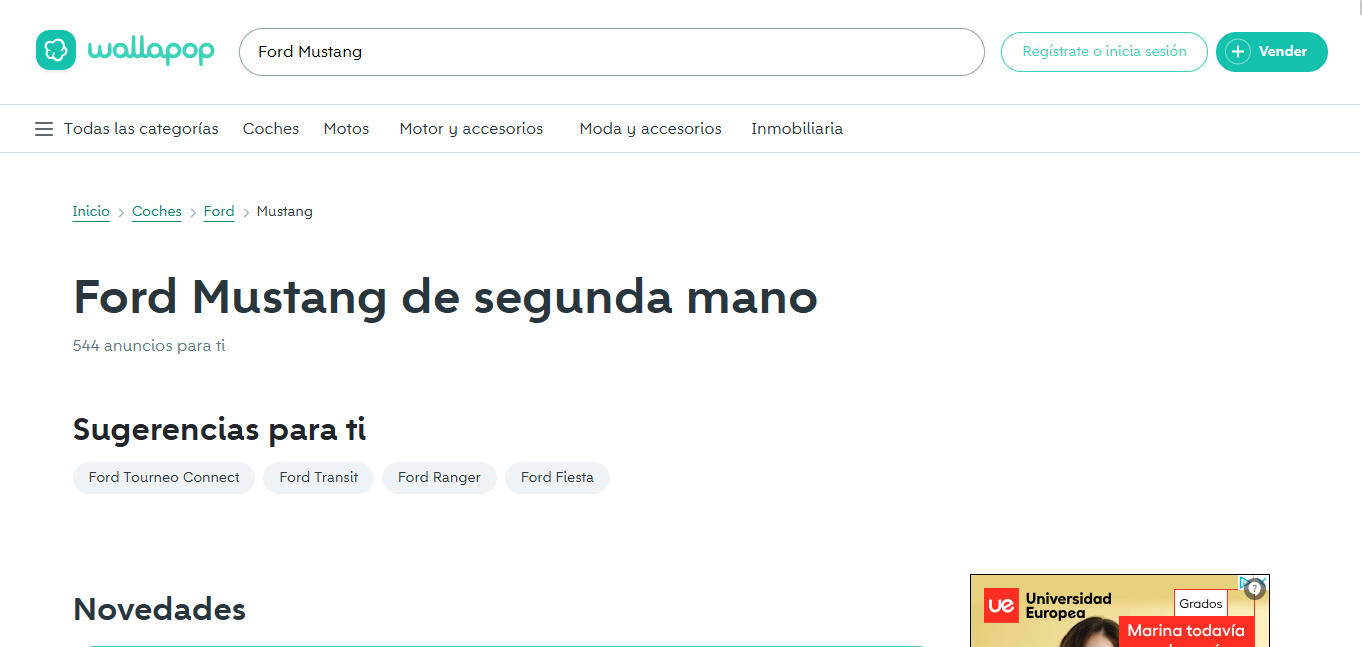 wallapop
Ford Mustang
Regístrate o inicia sesión
Vender
Todas las categorías
Coches
Motos
Motor y accesorios
Moda y accesorios
Inmobiliaria
Inicio > Coches > Ford > Mustang
Ford Mustang de segunda mano
544 anuncios para ti
Sugerencias para ti
Ford Tourneo Connect
Ford Transit
Ford Ranger
Ford Fiesta
Novedades
ue
Universidad
Europea
Grados
Marina todavía